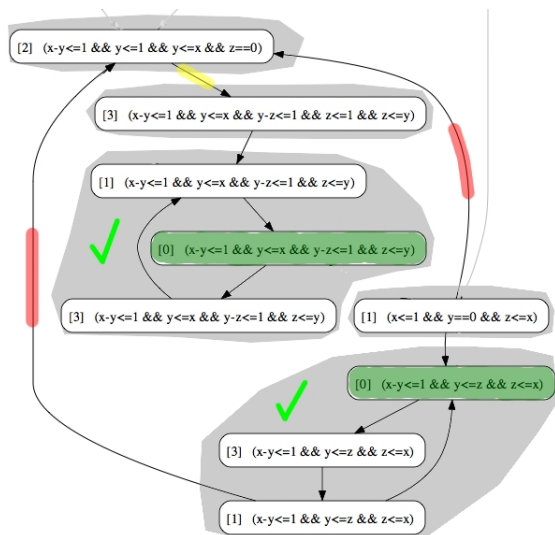 [2] (x-y<=1 && y<=1 && y<=x && z==0)
[3] (x-y<=1 && y<=x && y-z<=1 && z<=1 && z<=y)
[1] (x-y<=1 && y<=x && y-z<=1 && z<=y)
[0] (x-y<=1 && y<=x && y-z<=1 && z<=y)
[3] (x-y<=1 && y<=x && y-z<=1 && z<=y)
[1] (x<=1 && y==0 && z<=x)
[0] (x-y<=1 && y<=z && z<=x)
[3] (x-y<=1 && y<=z && z<=x)
[1] (x-y<=1 && y<=z && z<=x)